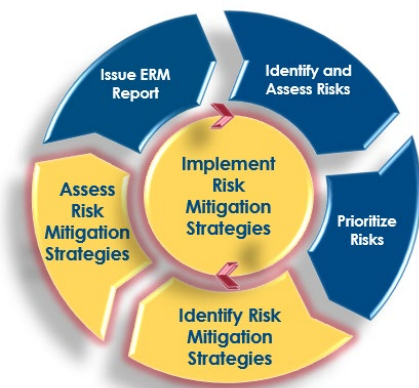 Issue ERM
Report
Identify and
Assess Risks
Implement
Risk
Mitigation
Strategies
Assess
Risk
Mitigation
Strategies
Prioritize
Risks
Identify Risk
Mitigation
Strategies